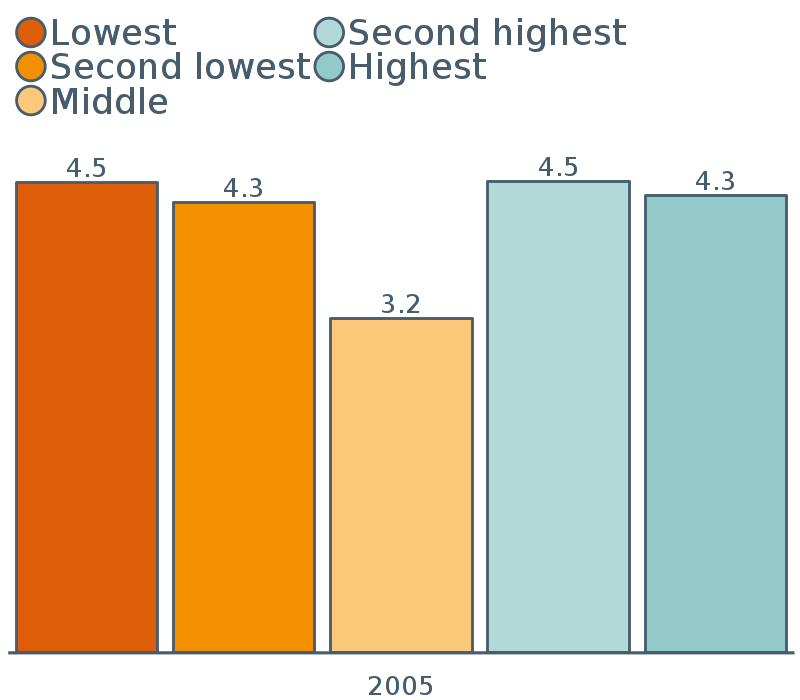 Lowest
Second lowest
Middle
Second highest
Highest
4.5
4.3
3.2
4.5
4.3
2005